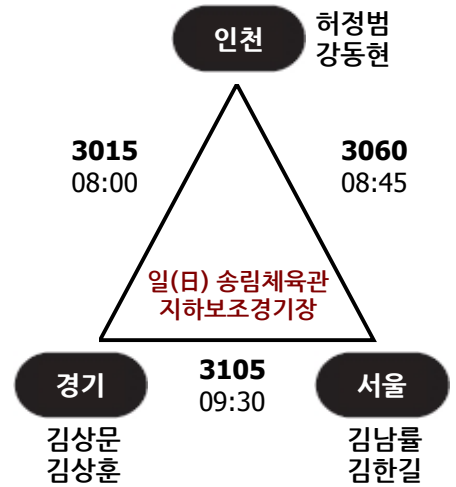 인천
허정범
강동현
3015
08:00
3060
08:45
일(日) 송림체육관
지하보조경기장
경기
3105
09:30
서울
김상문
김상훈
김남률
김한길